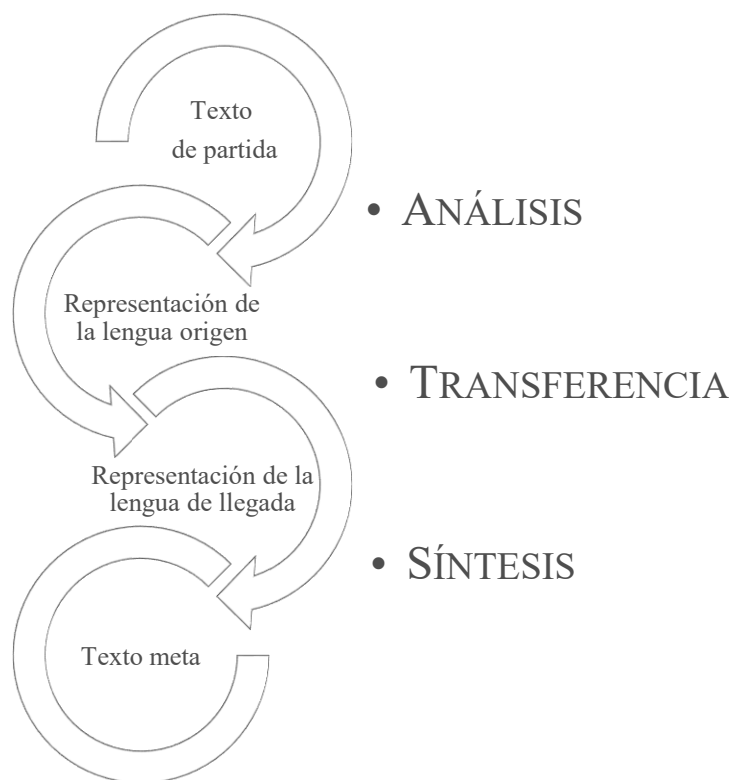 Texto
de partida
• ANÁLISIS
Representación de
la lengua origen
• TRANSFERENCIA
Representación de la
lengua de llegada
• SÍNTESIS
Texto meta